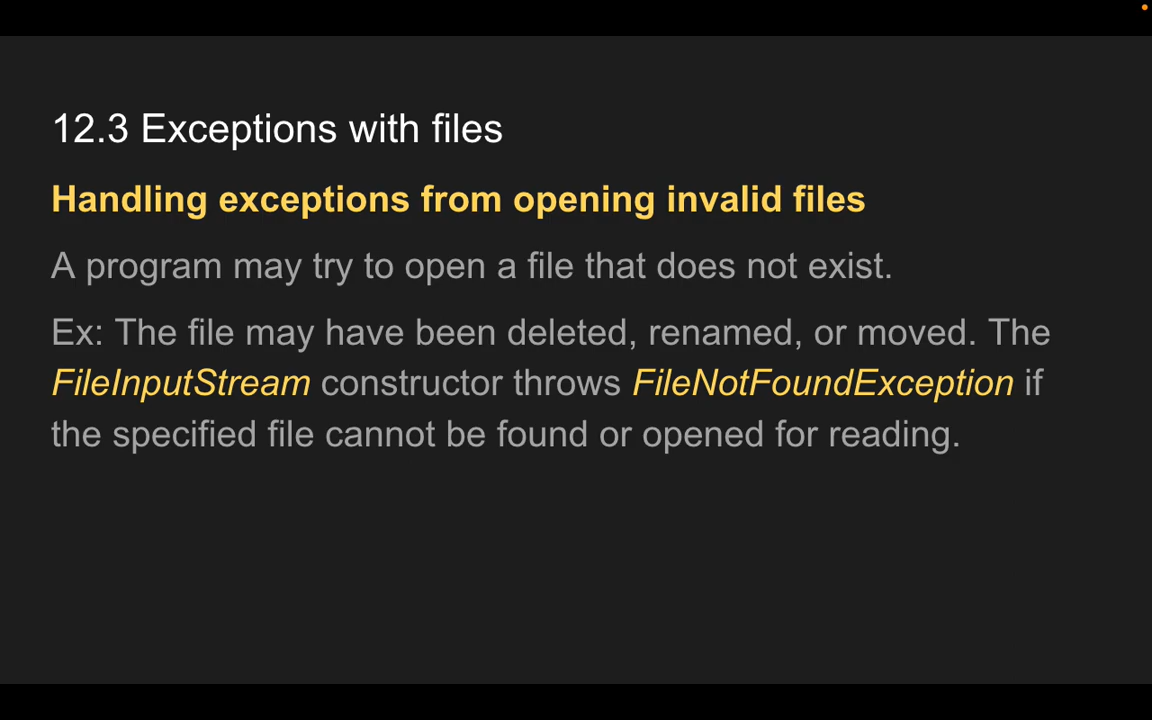 12.3 Exceptions with files
Handling exceptions from opening invalid files
A program may try to open a file that does not exist.
Ex: The file may have been deleted, renamed, or moved. The
FileInputStream constructor throws FileNotFoundException if
the specified file cannot be found or opened for reading.